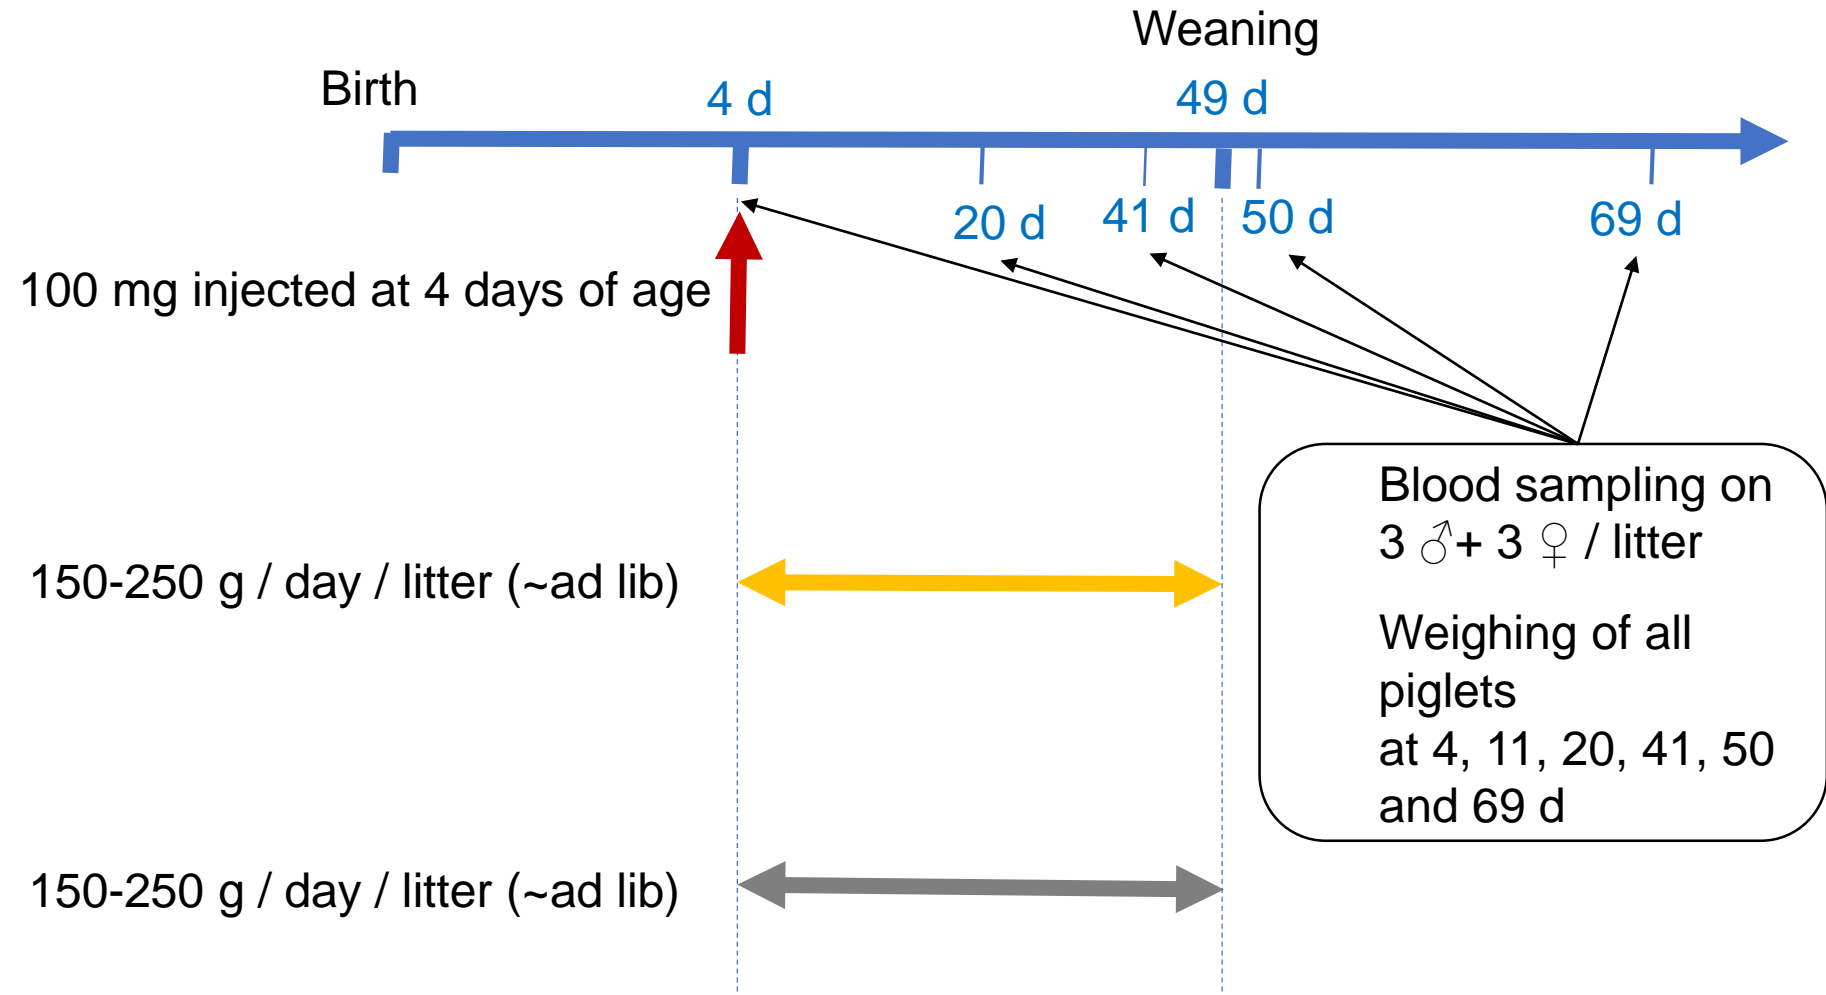 Weaning
Birth
4 d
49 d
20 d
41 d
50 d
69 d
100 mg injected at 4 days of age
Blood sampling on
3 ♂+ 3 ♀ / litter
150-250 g / day / litter (~ad lib)
Weighing of all
piglets
at 4, 11, 20, 41, 50
and 69 d
150-250 g / day / litter (~ad lib)